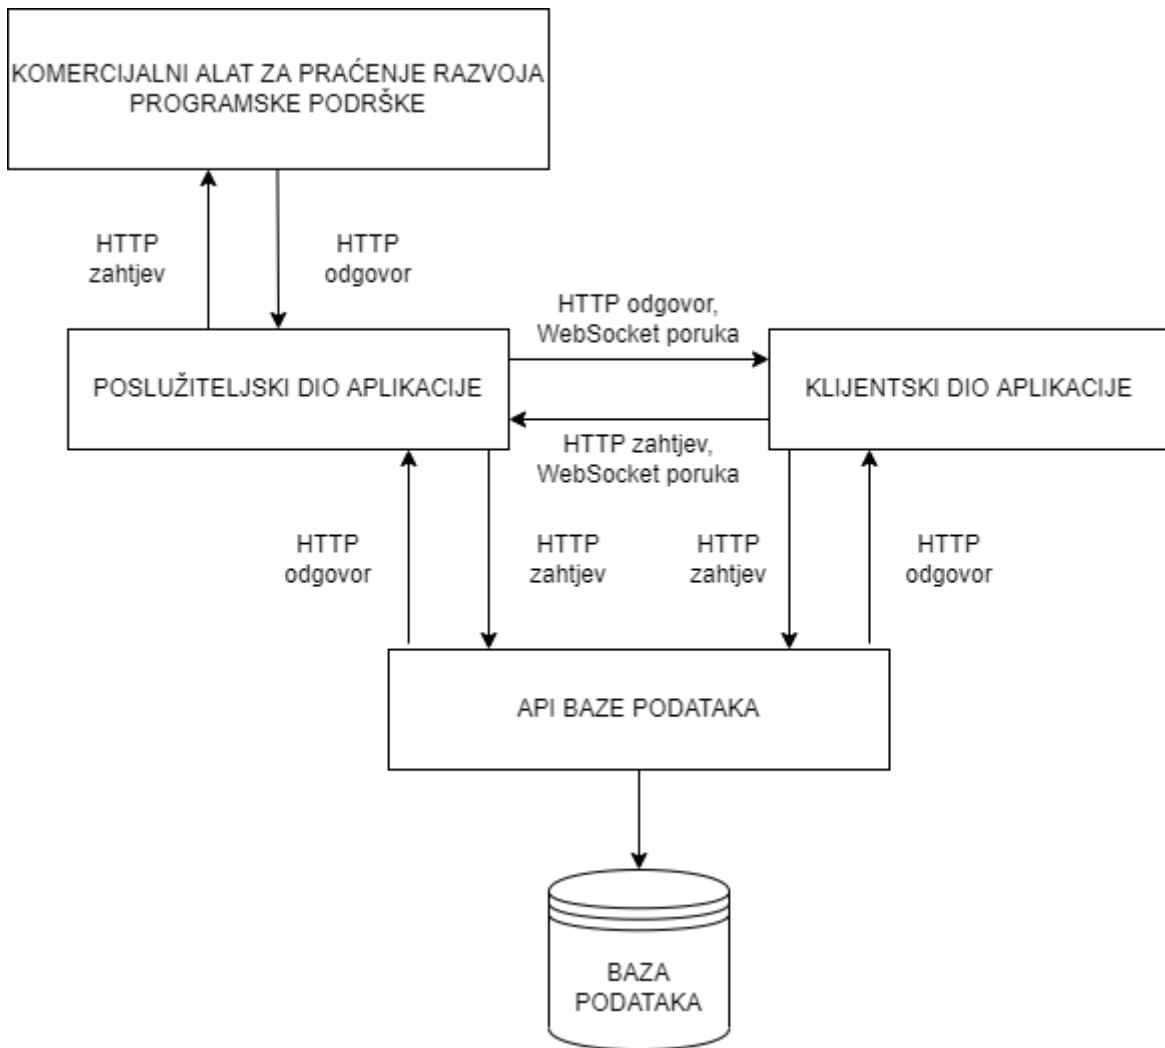 KOMERCIJALNI ALAT ZA PRAĆENJE RAZVOJA
PROGRAMSKE PODRŠKE
HTTP
zahtjev
HTTP
odgovor
HTTP odgovor,
WebSocket poruka
POSLUŽITELJSKI DIO APLIKACIJE
KLIJENTSKI DIO APLIKACIJE
HTTP zahtjev,
WebSocket poruka
HTTP
odgovor
HTTP
zahtjev
HTTP
zahtjev
HTTP
odgovor
API BAZE PODATAKA
BAZA
PODATAKA